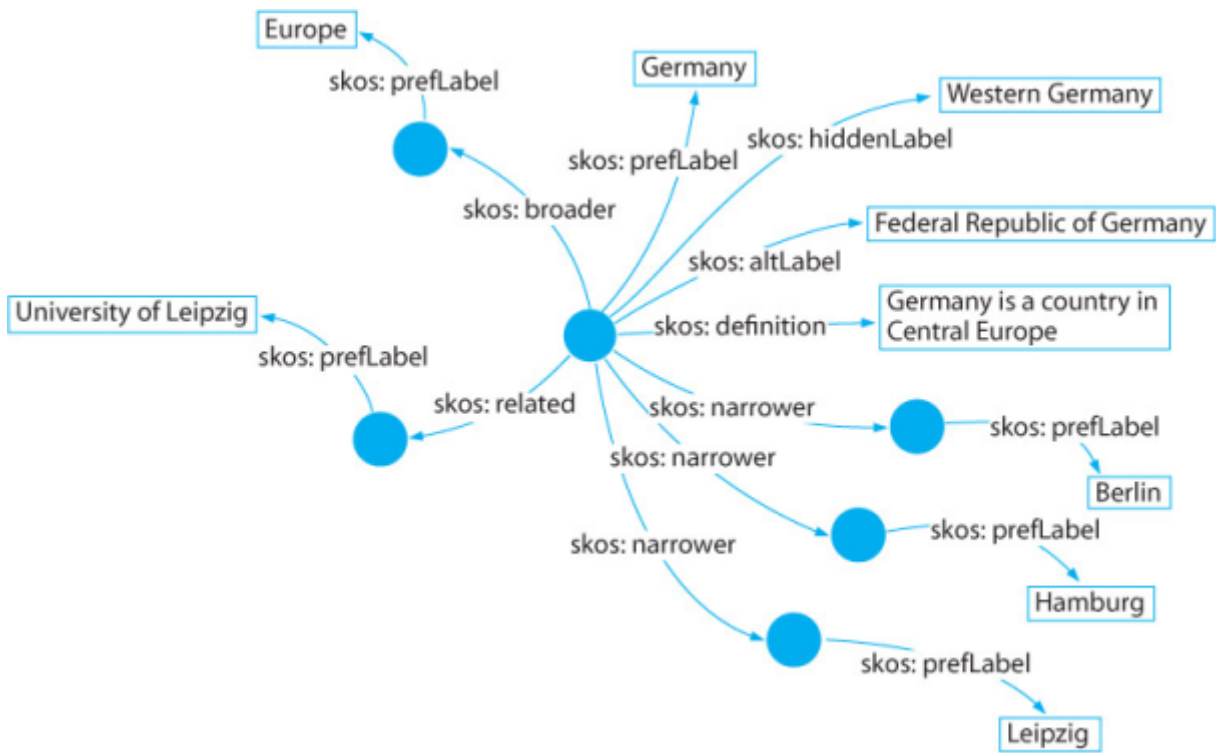 Europe
Germany
skos: prefLabel
Western Germany
skos: hiddenLabel
skos: prefLabel
skos: broader
Federal Republic of Germany
skos: altLabel
University of Leipzig
Germany is a country in
Central Europe
skos: definition
skos: prefLabel
skos: related
skos: narrower
skos: prefLabel
skos: narrower
Berlin
skos: prefLabel
skos: narrower
Hamburg
skos: prefLabel
Leipzig